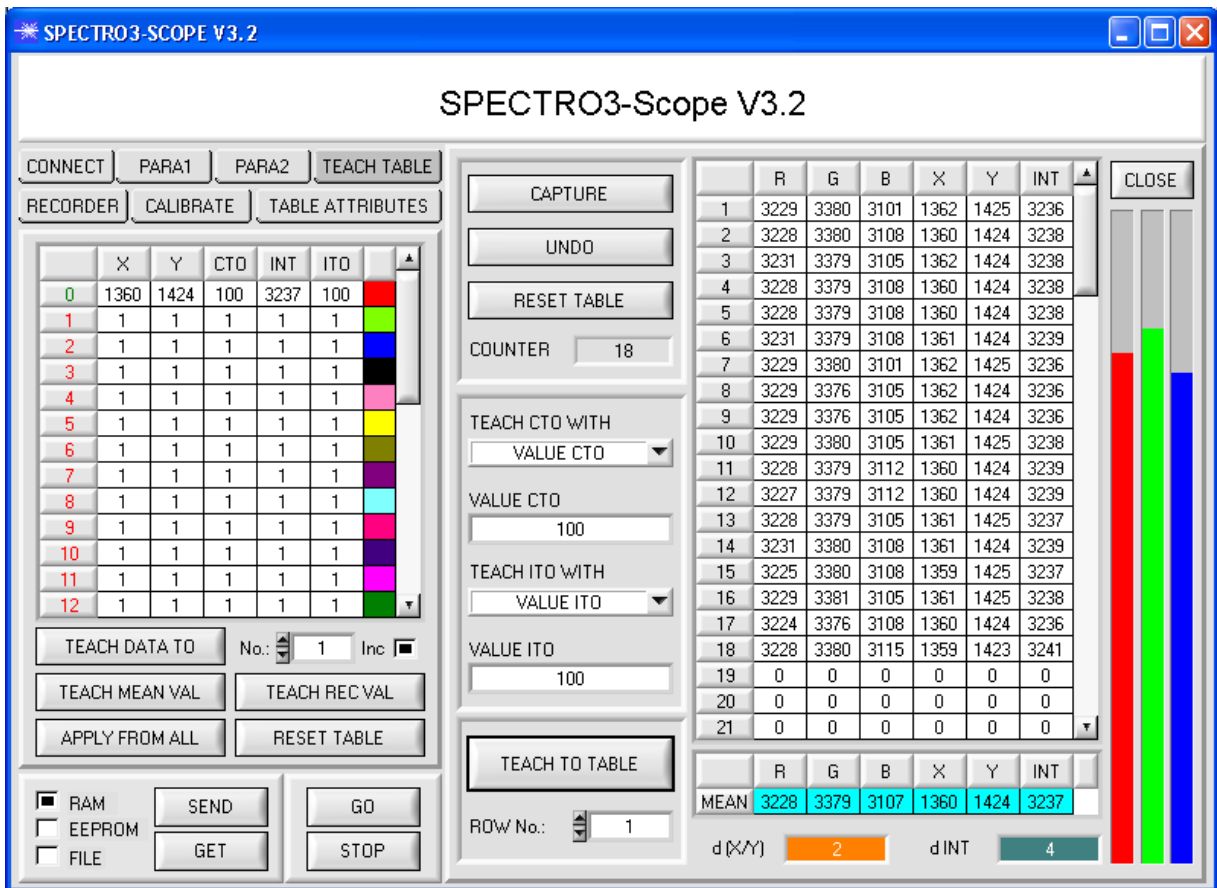 SPECTRO3-SCOPE V3.2
SPECTRO3-Scope V3.2
CONNECT PARA1 PARA2 TEACH TABLE
RECORDER CALIBRATE TABLE ATTRIBUTES
X Y CTO INT ITO
0 1360 1424 100 3237 100
1 1 1 1 1 1
2 1 1 1 1 1
3 1 1 1 1 1
4 1 1 1 1 1
5 1 1 1 1 1
6 1 1 1 1 1
7 1 1 1 1 1
8 1 1 1 1 1
9 1 1 1 1 1
10 1 1 1 1 1
11 1 1 1 1 1
12 1 1 1 1 1
TEACH DATA TO No.: 1 Inc
TEACH MEAN VAL TEACH REC VAL
APPLY FROM ALL RESET TABLE
RAM
EEPROM
FILE
SEND
GET
GO
STOP
CAPTURE
UNDO
RESET TABLE
COUNTER 18
TEACH CTO WITH
VALUE CTO
VALUE CTO
100
TEACH ITO WITH
VALUE ITO
VALUE ITO
100
TEACH TO TABLE
ROW No.: 1
R G B X Y INT
1 3229 3380 3101 1362 1425 3236
2 3228 3380 3108 1360 1424 3238
3 3231 3379 3105 1362 1424 3238
4 3228 3379 3108 1360 1424 3238
5 3228 3379 3108 1360 1424 3238
6 3231 3379 3108 1361 1424 3239
7 3229 3380 3101 1362 1425 3236
8 3229 3376 3105 1362 1424 3236
9 3229 3376 3105 1362 1424 3236
10 3229 3380 3105 1361 1425 3238
11 3228 3379 3112 1360 1424 3239
12 3227 3379 3112 1360 1424 3239
13 3228 3379 3105 1361 1425 3237
14 3231 3380 3108 1361 1424 3239
15 3225 3380 3108 1359 1425 3237
16 3229 3381 3105 1361 1425 3238
17 3224 3376 3108 1360 1424 3236
18 3228 3380 3115 1359 1423 3241
19 0 0 0 0 0 0
20 0 0 0 0 0 0
21 0 0 0 0 0 0
R G B X Y INT
MEAN 3228 3379 3107 1360 1424 3237
d (X/Y) 2 d INT 4
CLOSE